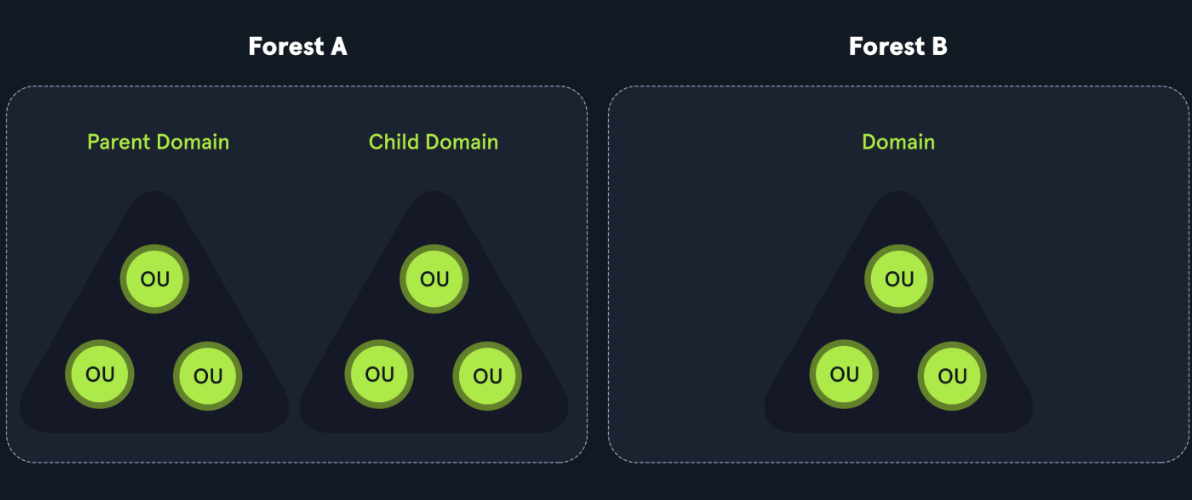 Forest A
Forest B
Parent Domain
Child Domain
Domain
OU
OU
OU
OU
OU
OU
OU
OU
OU